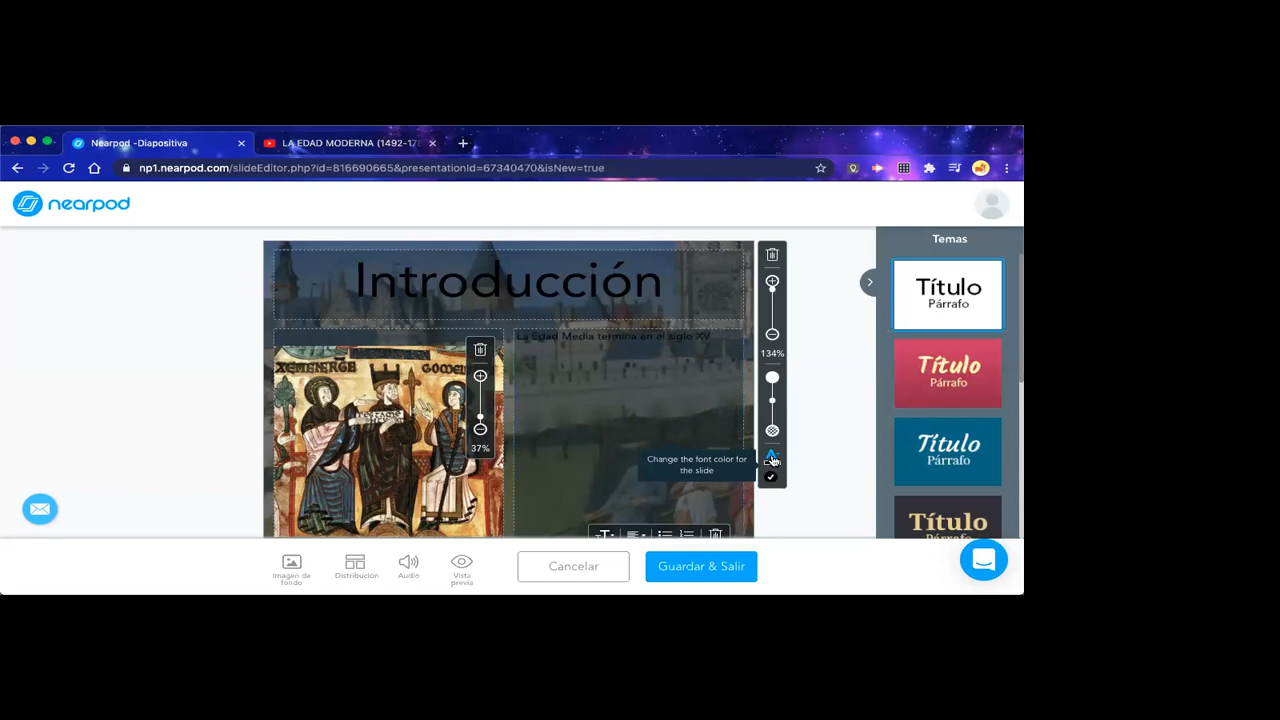 Nearpod -Diapositiva
LA EDAD MODERNA (1492-178
np1.nearpod.com/slideEditor.php?id=816690665&presentationId=67340470&isNew=true
nearpod
Temas
Introducción
La Edad Media termina en el siglo XV
134%
37%
Change the font color for
the slide
Título
Párrafo
Título
Párrafo
Título
Párrafo
Título
Imagen de
fondo
Distribución
Audio
Vista
previa
Cancelar
Guardar & Salir